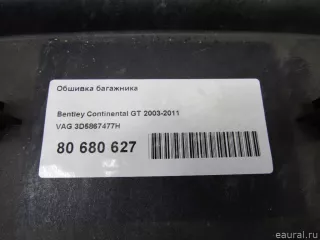 Обшивка багажника
Bentley Continental GT 2003-2011
VAG 3D5867477H
80 680 627
eaural.ru